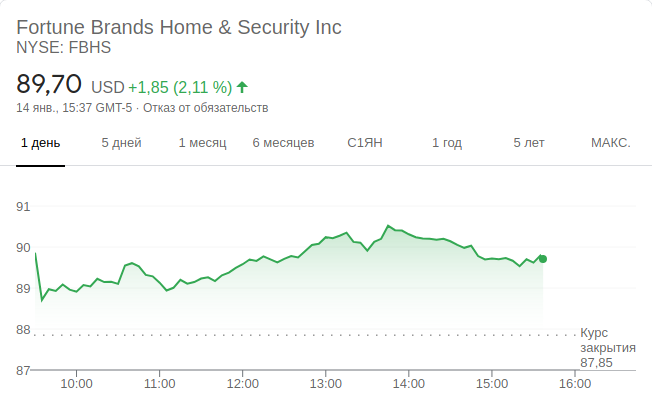 Fortune Brands Home & Security Inc
NYSE: FBHS
89,70 USD +1,85 (2,11 %)
14 янв., 15:37 GMT-5 · Отказ от обязательств
1 день 5 дней 1 месяц 6 месяцев С1ЯН 1 год 5 лет МАКС.
91
90
89
88
Курс
закрытия
87,85
87
10:00 11:00 12:00 13:00 14:00 15:00 16:00